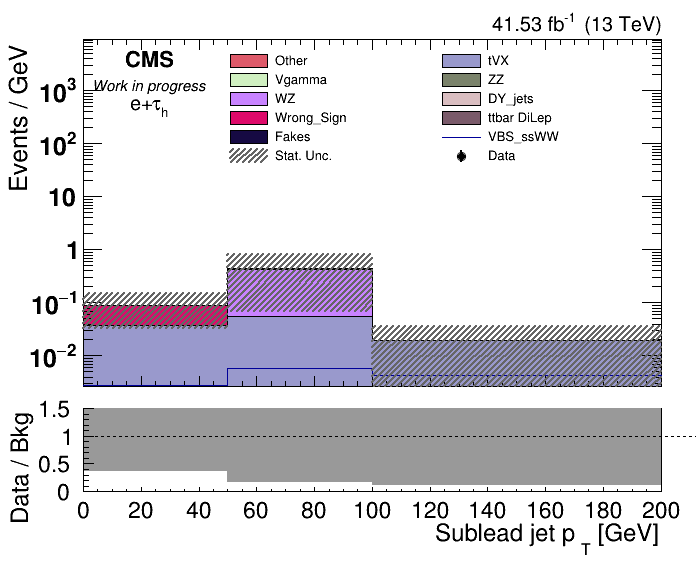 41.53 fb-1 (13 TeV)
CMS
Work in progress
e+τh
Other
Vgamma
WZ
Wrong_Sign
Fakes
Stat. Unc.
tVX
ZZ
DY_jets
ttbar DiLep
VBS_ssWW
Data
Events / GeV
10³
10²
10
1
10⁻¹
10⁻²
Data / Bkg
1.5
1
0.5
0
0 20 40 60 80 100 120 140 160 180 200
Sublead jet pT [GeV]